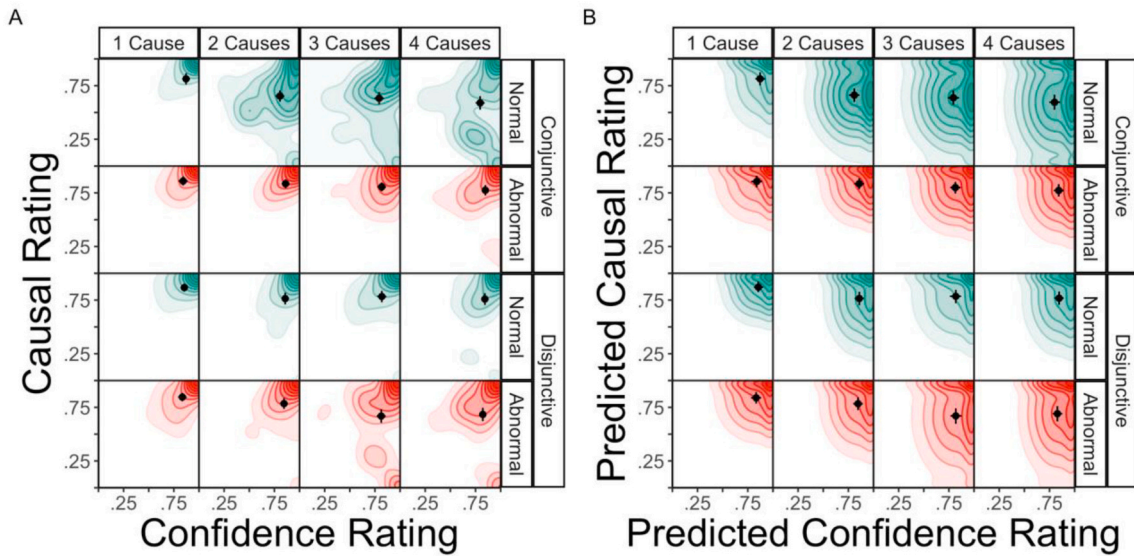 A
B
1 Cause 2 Causes 3 Causes 4 Causes
1 Cause 2 Causes 3 Causes 4 Causes
Causal Rating
Predicted Causal Rating
.75
.25
.75
.25
.75
.25
.75
.25
.75
.25
.75
.25
.75
.25
.75
.25
Normal
Abnormal
Normal
Abnormal
Conjunctive
Disjunctive
Normal
Abnormal
Normal
Abnormal
Conjunctive
Disjunctive
.25 .75 .25 .75 .25 .75 .25 .75
.25 .75 .25 .75 .25 .75 .25 .75
Confidence Rating
Predicted Confidence Rating